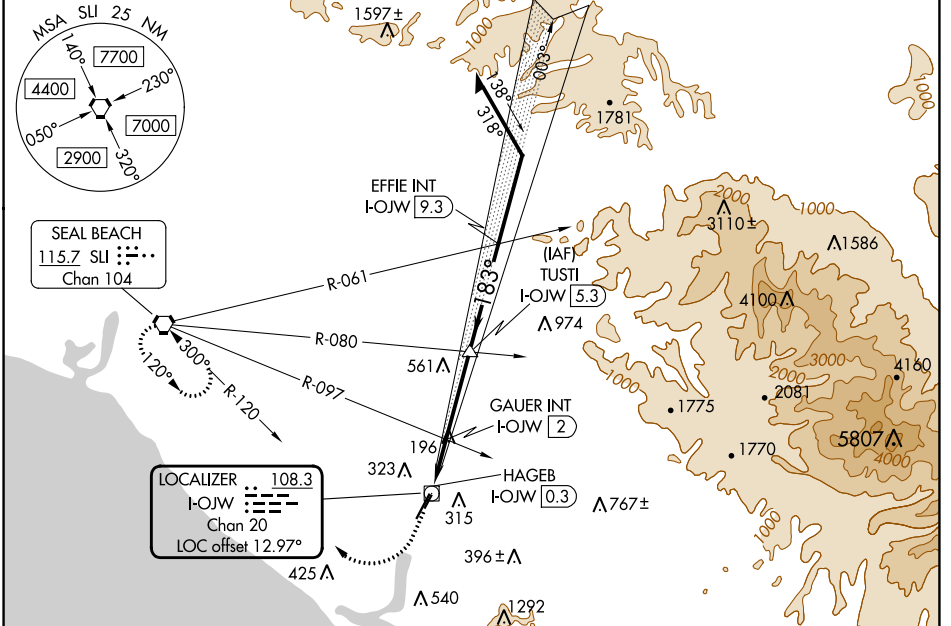 MSA SLI 25 NM
140°
7700
4400
230°
7000
050°
2900
320°
1597±
1000
003°
138°
318°
1781
EFFIE INT
I-OJW 9.3
2000
1000
3110±
1586
SEAL BEACH
115.7 SLI
Chan 104
R-061
183°
(IAF)
TUSTI
I-OJW 5.3
4100
974
R-080
300°
120°
561
R-097
R-120
1000
3000
2000
4160
2081
1775
GAUER INT
I-OJW 2
196
5807
1770
4000
323
HAGEB
I-OJW 0.3
LOCALIZER 108.3
I-OJW
Chan 20
LOC offset 12.97°
315
767±
1000
396±
425
540
1292